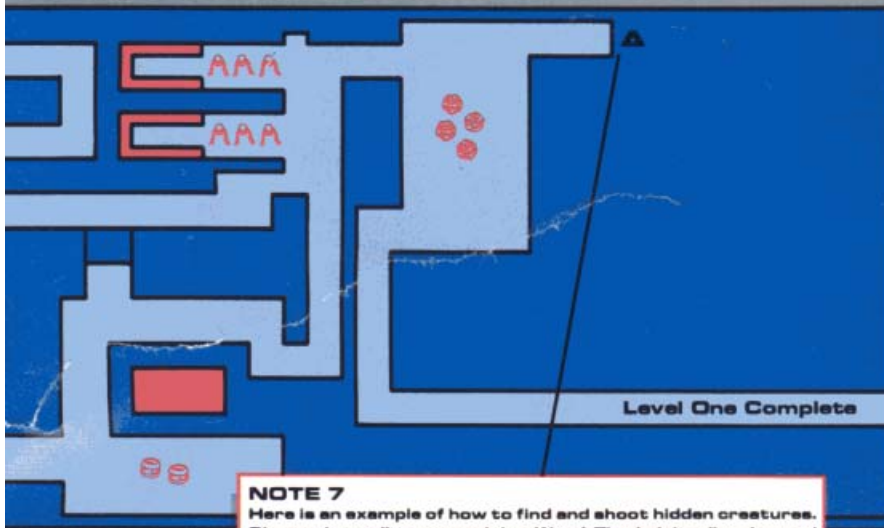 Level One Complete
NOTE 7
Here is an example of how to find and shoot hidden creatures.